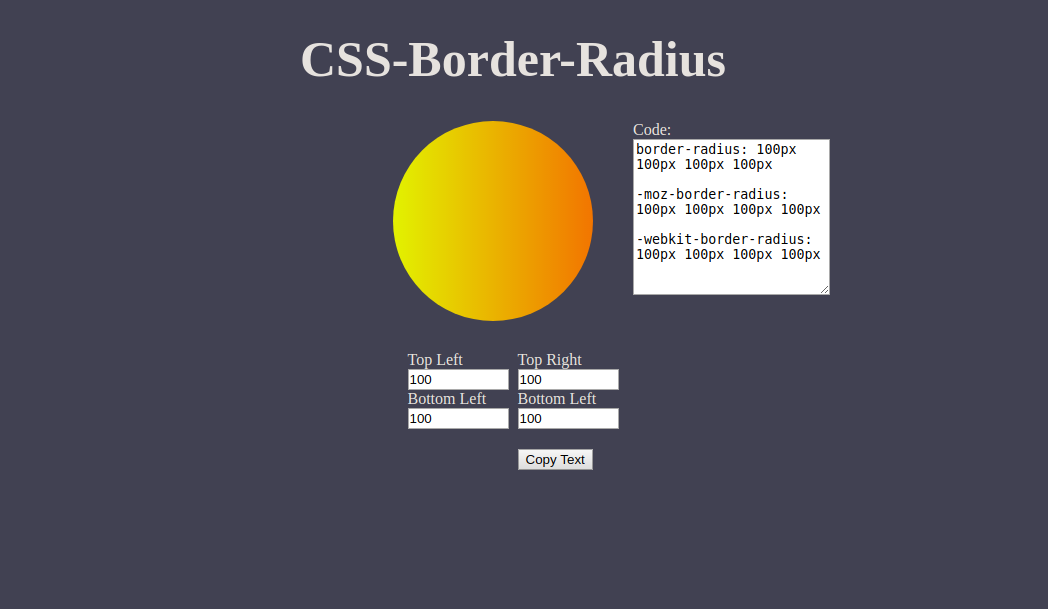 CSS-Border-Radius
Code:
border-radius: 100px
100px 100px 100px
-moz-border-radius:
100px 100px 100px 100px
-webkit-border-radius:
100px 100px 100px 100px
Top Left Top Right
100 100
Bottom Left Bottom Left
100 100
Copy Text